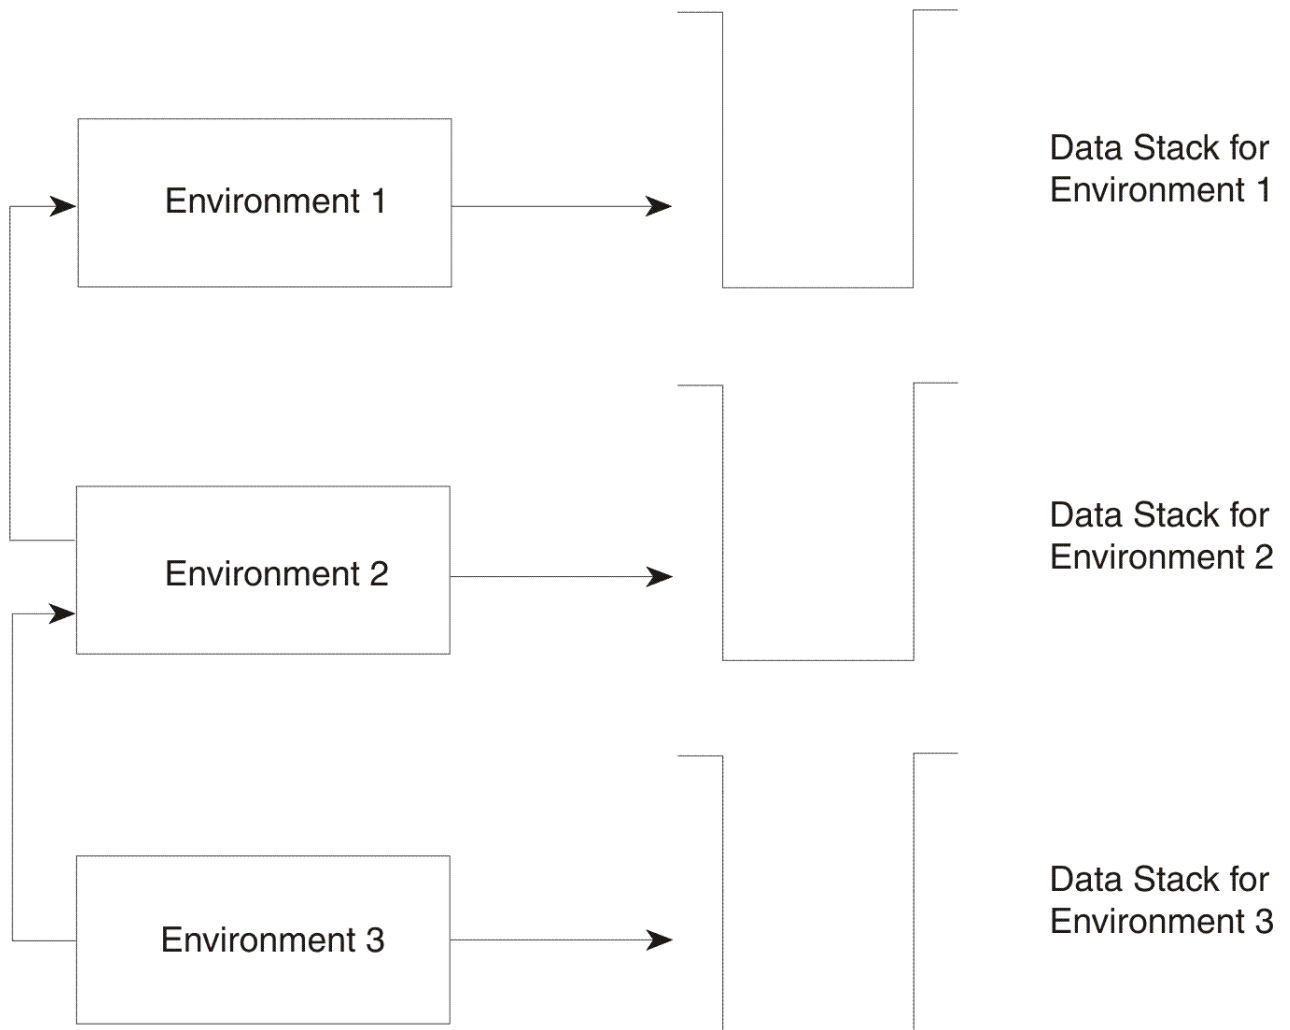 Environment 1
Data Stack for
Environment 1
Environment 2
Data Stack for
Environment 2
Environment 3
Data Stack for
Environment 3